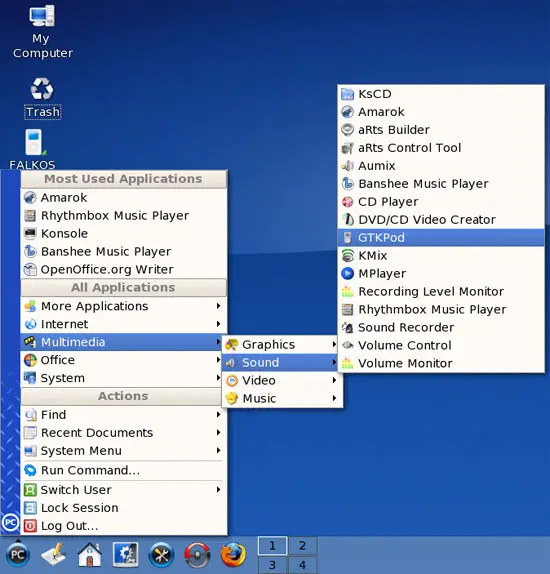 My
Computer
Trash
FALKOS
Most Used Applications
Amarok
Rhythmbox Music Player
Konsole
Banshee Music Player
OpenOffice.org Writer
All Applications
More Applications
Internet
Multimedia
Office
System
Actions
Find
Recent Documents
System Menu
Run Command...
Switch User
Lock Session
Log Out...
PC
Graphics
Sound
Video
Music
KsCD
Amarok
aRts Builder
aRts Control Tool
Aumix
Banshee Music Player
CD Player
DVD/CD Video Creator
GTKPod
KMix
MPlayer
Recording Level Monitor
Rhythmbox Music Player
Sound Recorder
Volume Control
Volume Monitor
PC
1 2
3 4